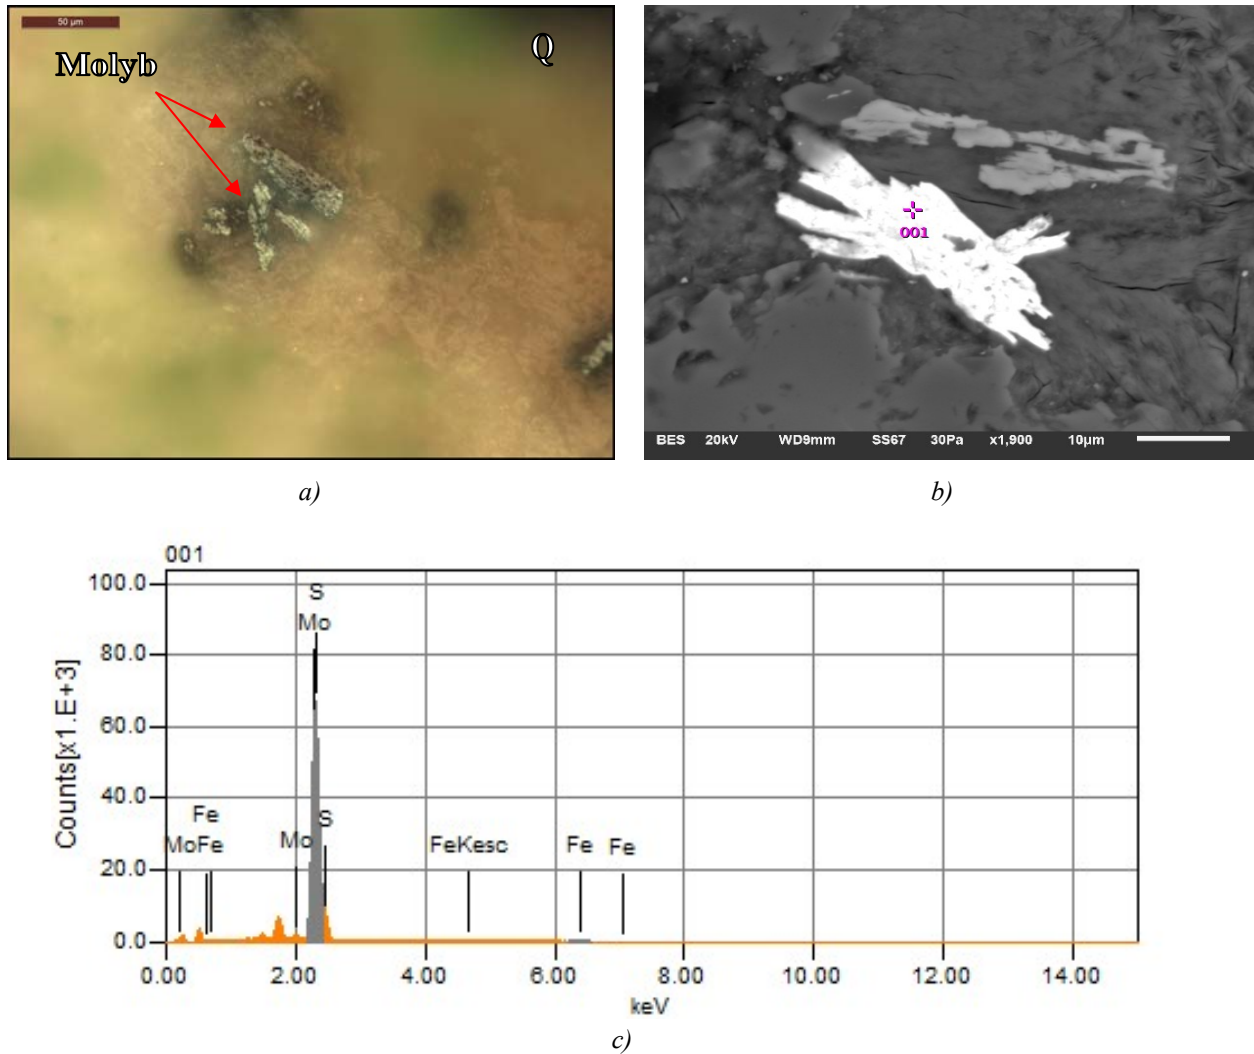 50 µm
Molyb
Q
001
BES 20kV WD9mm SS67 30Pa x1,900 10µm
a)
b)
001
100.0
80.0
60.0
40.0
20.0
0.0
Counts[x1.E+3]
S
Mo
Fe
MoFe
Mo
S
FeKesc
Fe
Fe
0.00 2.00 4.00 6.00 8.00 10.00 12.00 14.00
keV
c)